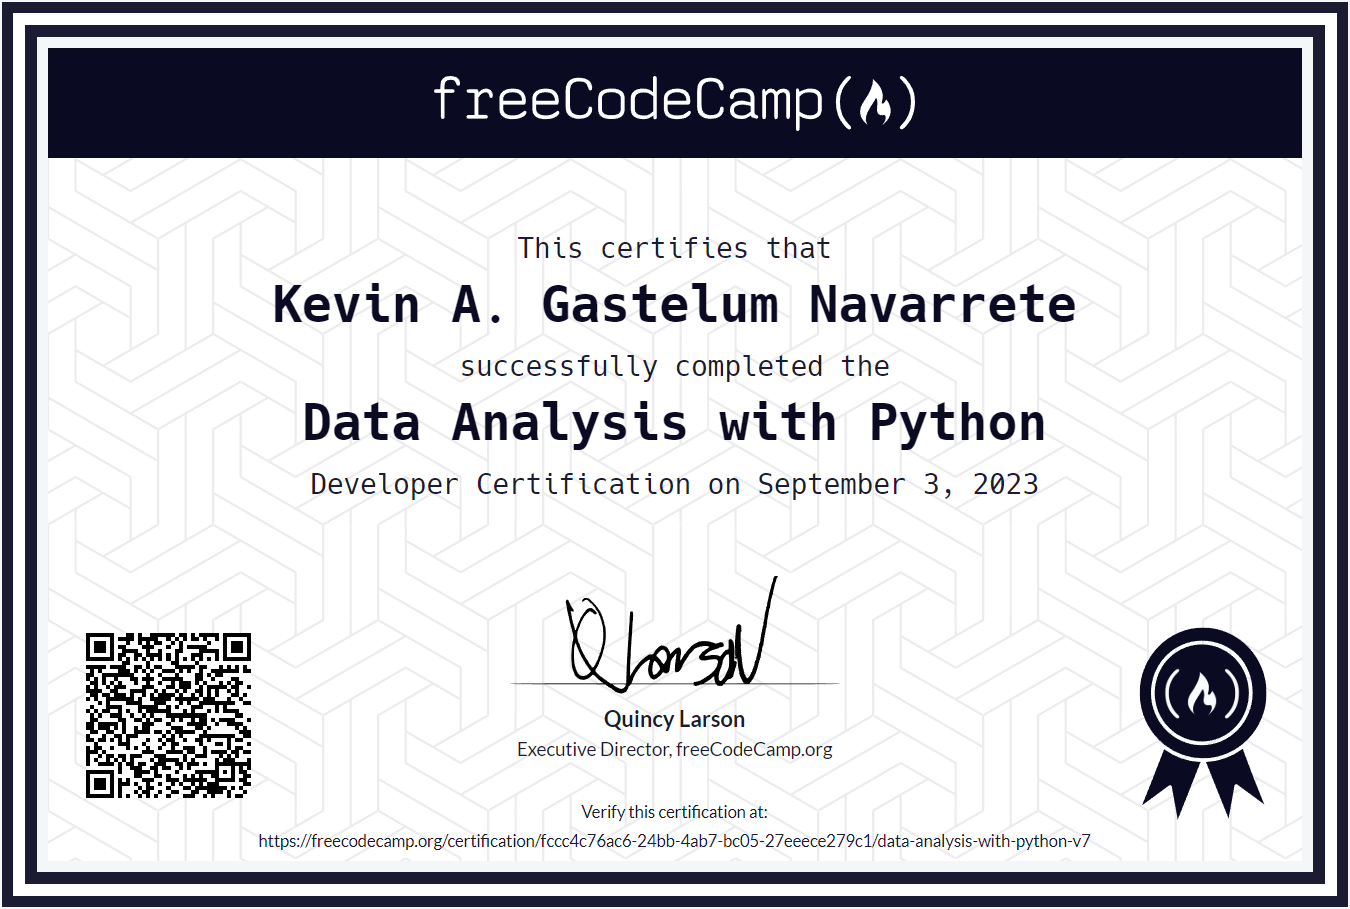 freeCodeCamp
This certifies that
Kevin A. Gastelum Navarrete
successfully completed the
Data Analysis with Python
Developer Certification on September 3, 2023
Q Larson
Quincy Larson
Executive Director, freeCodeCamp.org
Verify this certification at:
https://freecodecamp.org/certification/fccc4c76ac6-24bb-4ab7-bc05-27eeece279c1/data-analysis-with-python-v7